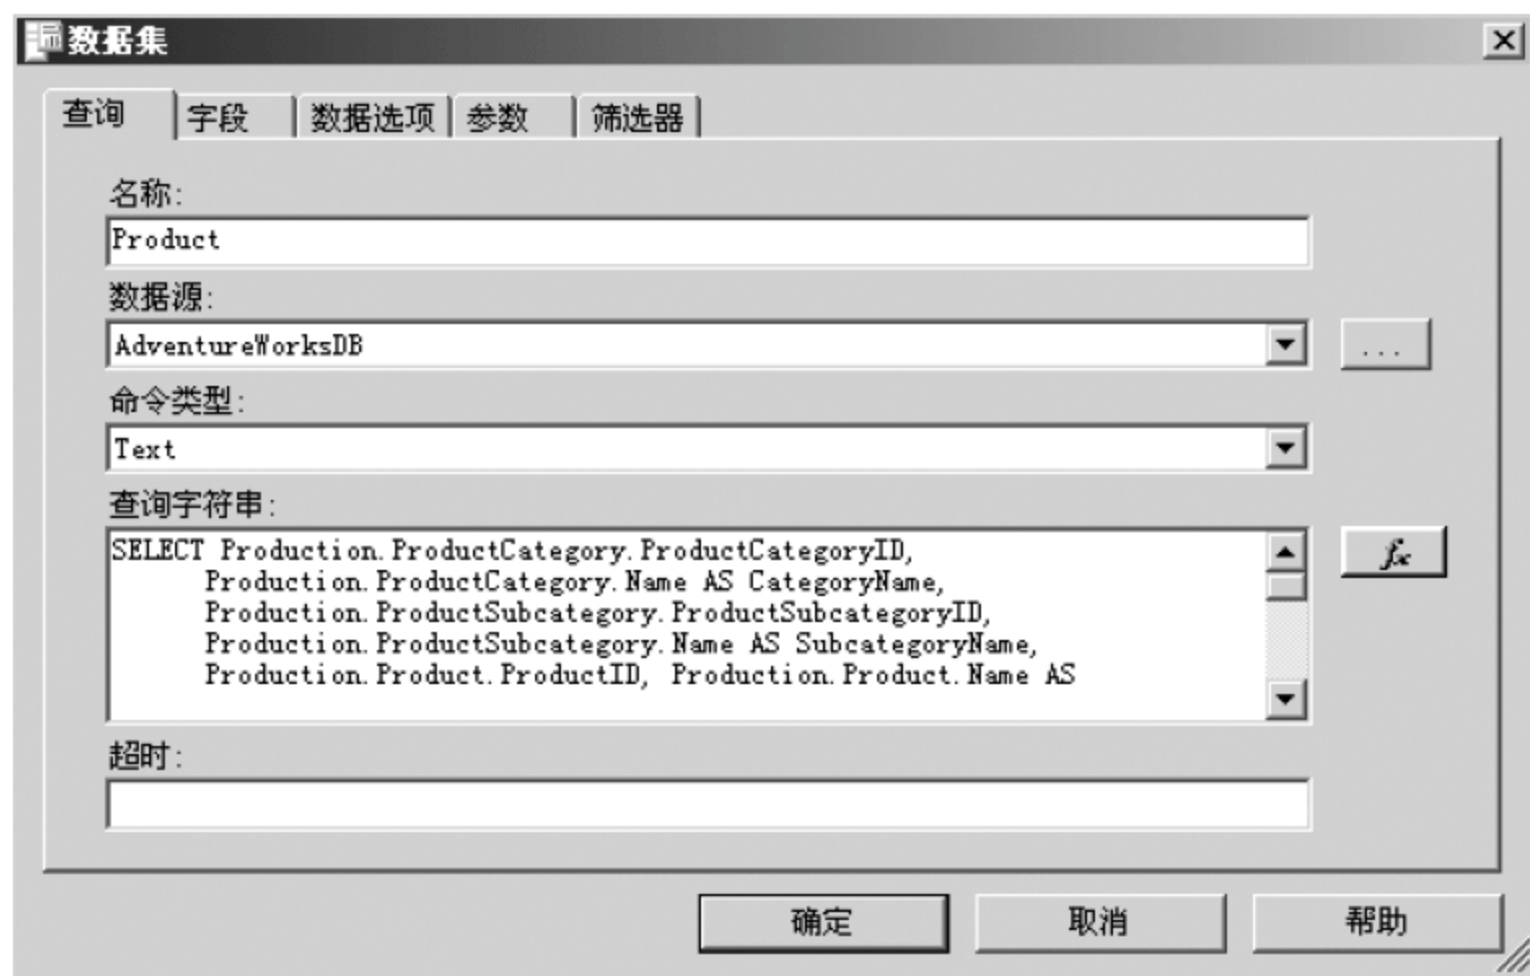 数据集
查询 字段 数据选项 参数 筛选器
名称:
Product
数据源:
AdventureWorksDB
...
命令类型:
Text
查询字符串:
SELECT Production.ProductCategory.ProductCategoryID,
Production.ProductCategory.Name AS CategoryName,
Production.ProductSubcategory.ProductSubcategoryID,
Production.ProductSubcategory.Name AS SubcategoryName,
Production.Product.ProductID, Production.Product.Name AS
fx
超时:
确定 取消 帮助